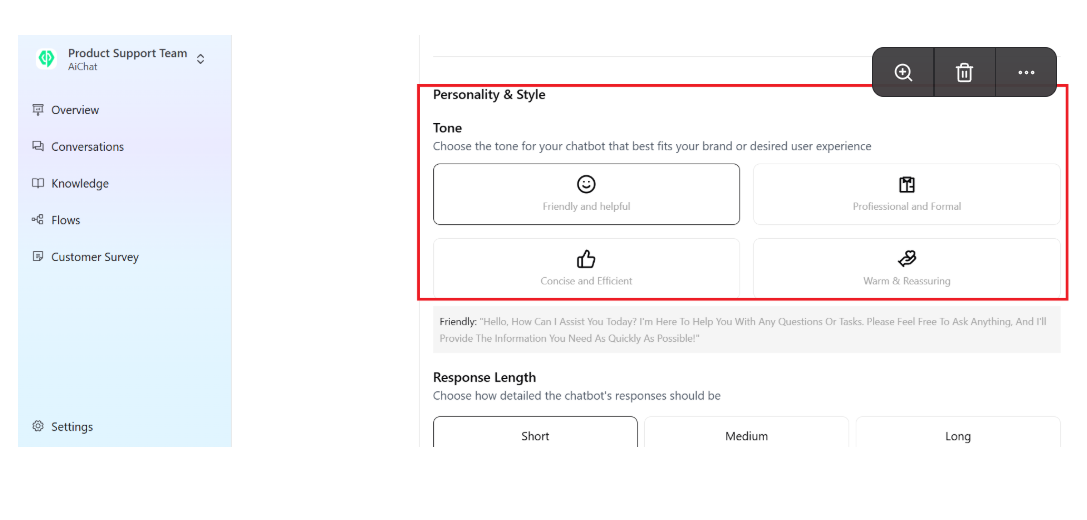 Product Support Team
AiChat
Overview
Conversations
Knowledge
Flows
Customer Survey
Settings
Personality & Style
Tone
Choose the tone for your chatbot that best fits your brand or desired user experience
Friendly and helpful
Profiessional and Formal
Concise and Efficient
Warm & Reassuring
Friendly: "Hello, How Can I Assist You Today? I'm Here To Help You With Any Questions Or Tasks. Please Feel Free To Ask Anything, And I'll
Provide The Information You Need As Quickly As Possible!"
Response Length
Choose how detailed the chatbot's responses should be
Short
Medium
Long